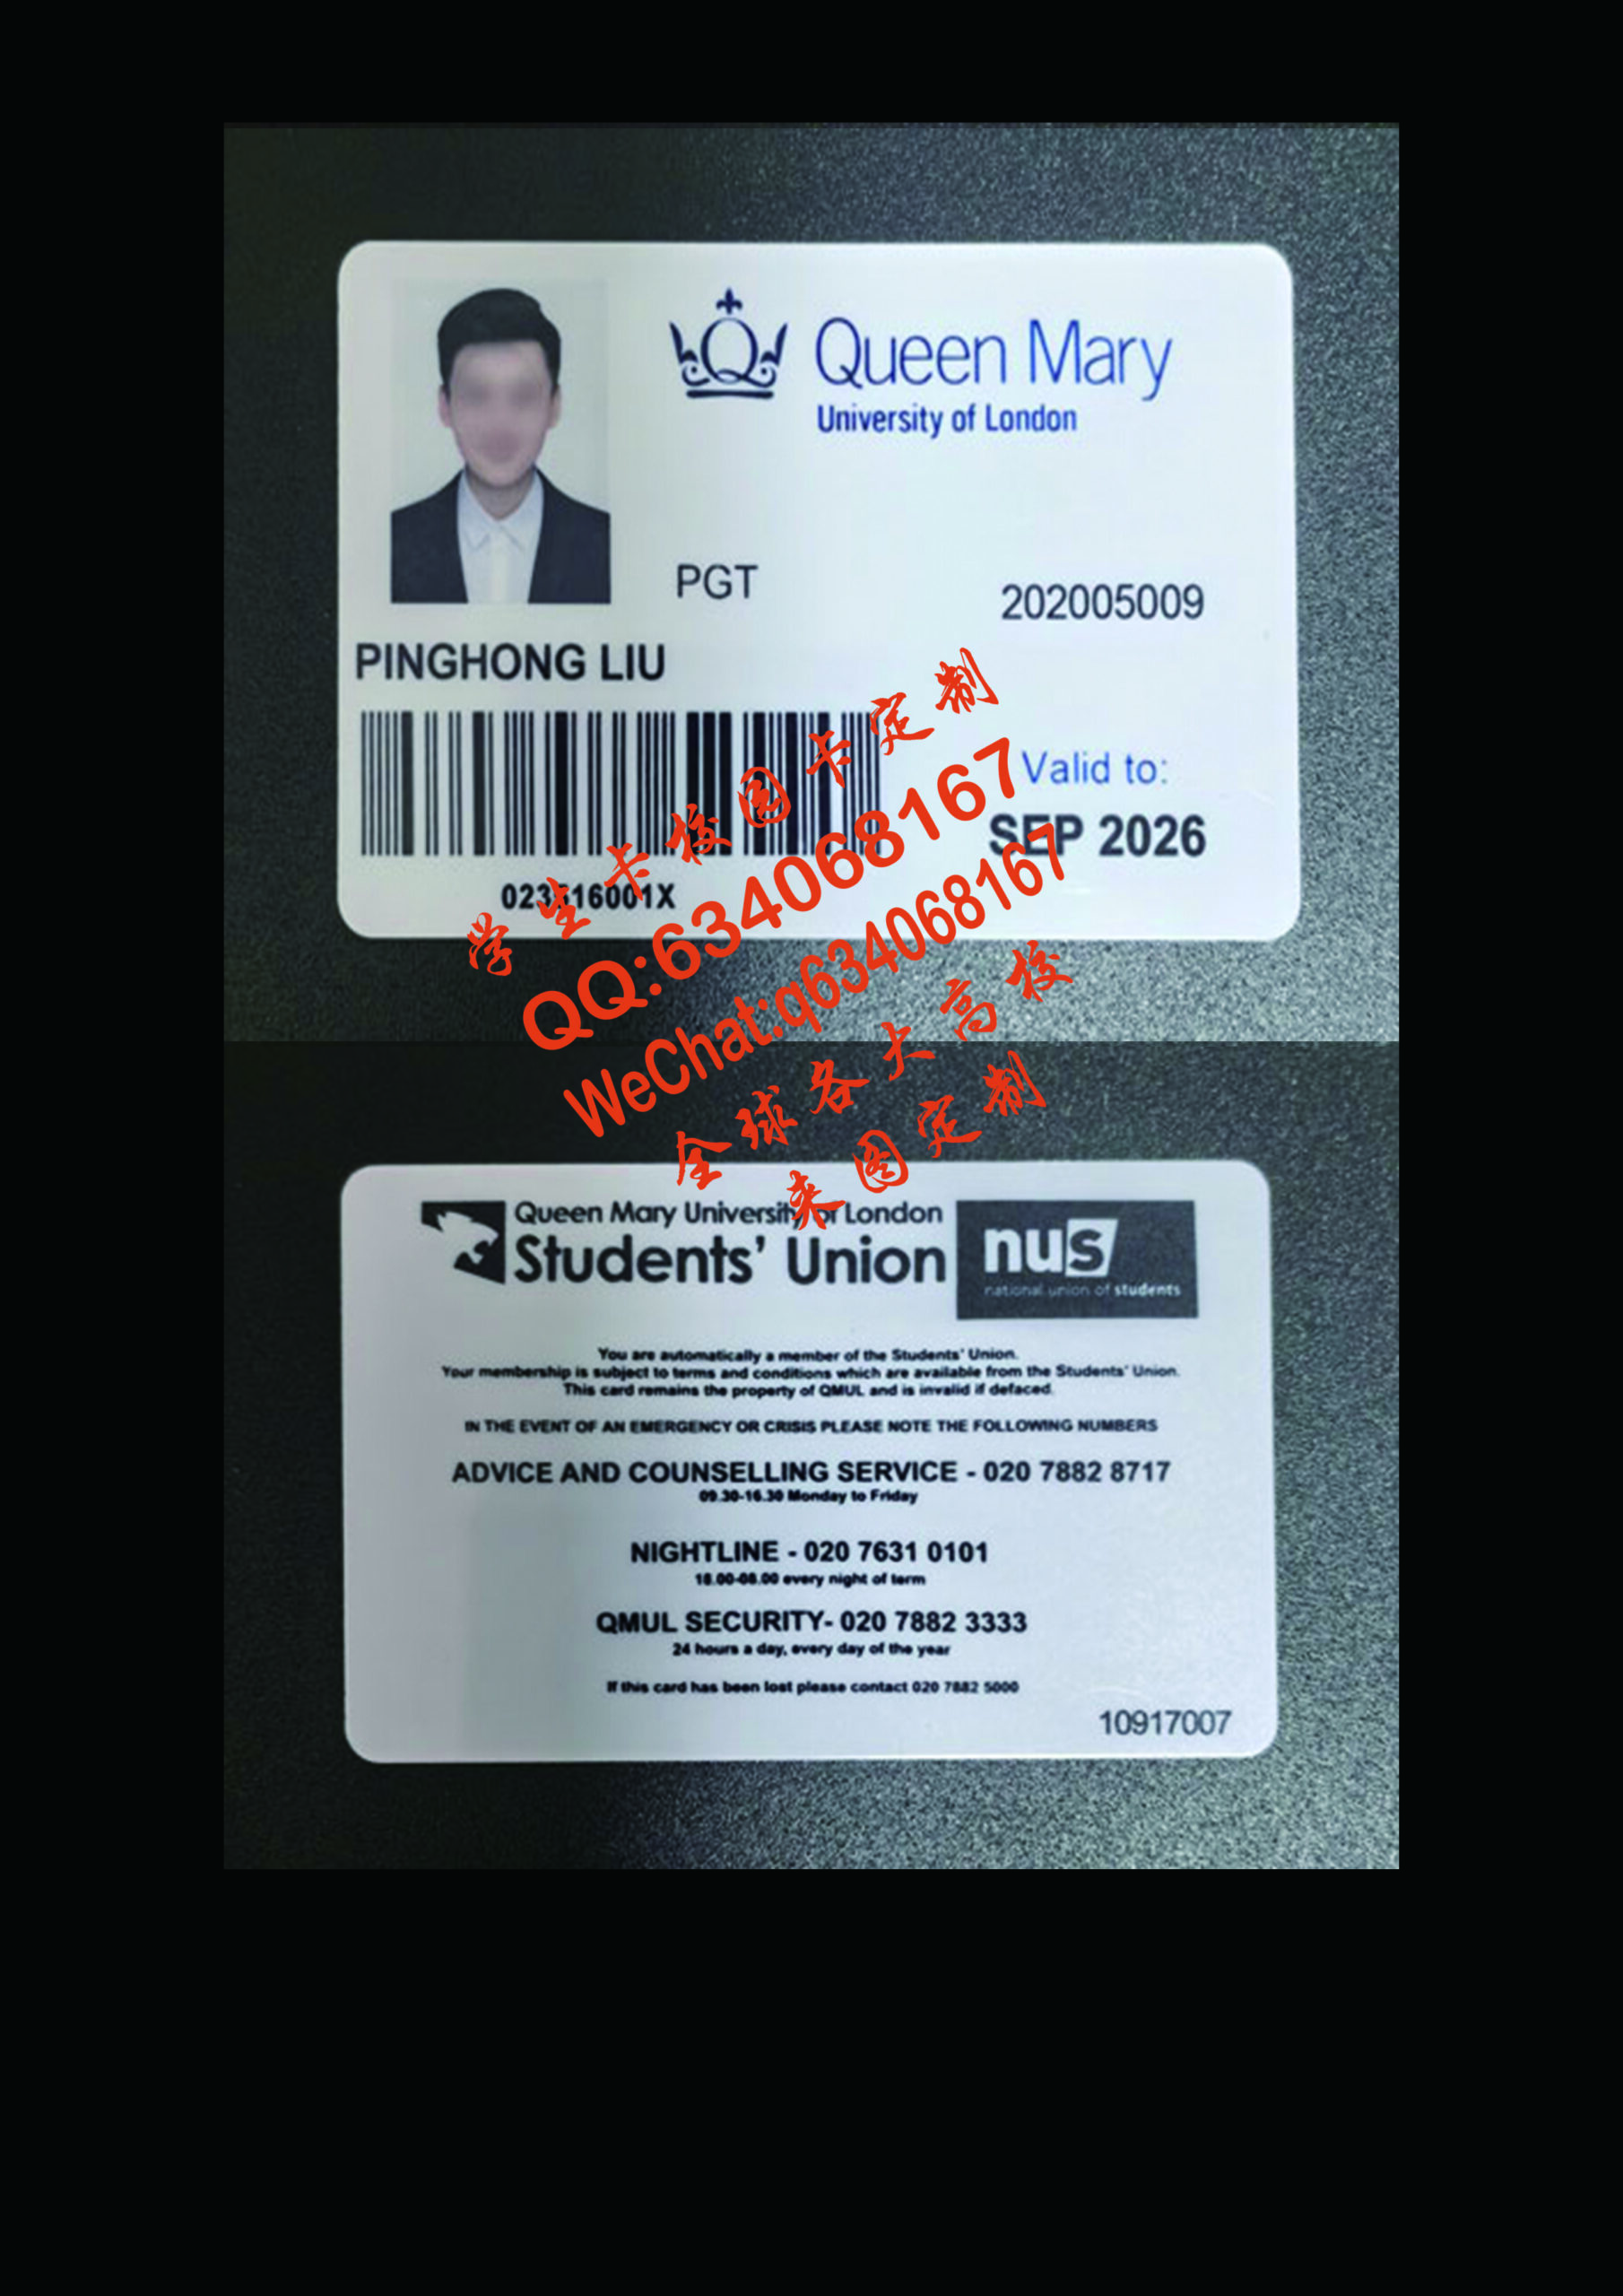 Queen Mary
University of London
PGT
202005009
PINGHONG LIU
Valid to:
SEP 2026
023516001X
学生卡校园卡定制
QQ:634068167
WeChat:q634068167
全球各大高校
来图定制
Queen Mary University of London
Students' Union
nus
national union of students
You are automatically a member of the Students' Union.
Your membership is subject to terms and conditions which are available from the Students' Union.
This card remains the property of QMUL and is invalid if defaced.
IN THE EVENT OF AN EMERGENCY OR CRISIS PLEASE NOTE THE FOLLOWING NUMBERS
ADVICE AND COUNSELLING SERVICE - 020 7882 8717
09.30-16.30 Monday to Friday
NIGHTLINE - 020 7631 0101
18.00-08.00 every night of term
QMUL SECURITY- 020 7882 3333
24 hours a day, every day of the year
If this card has been lost please contact 020 7882 5000
10917007